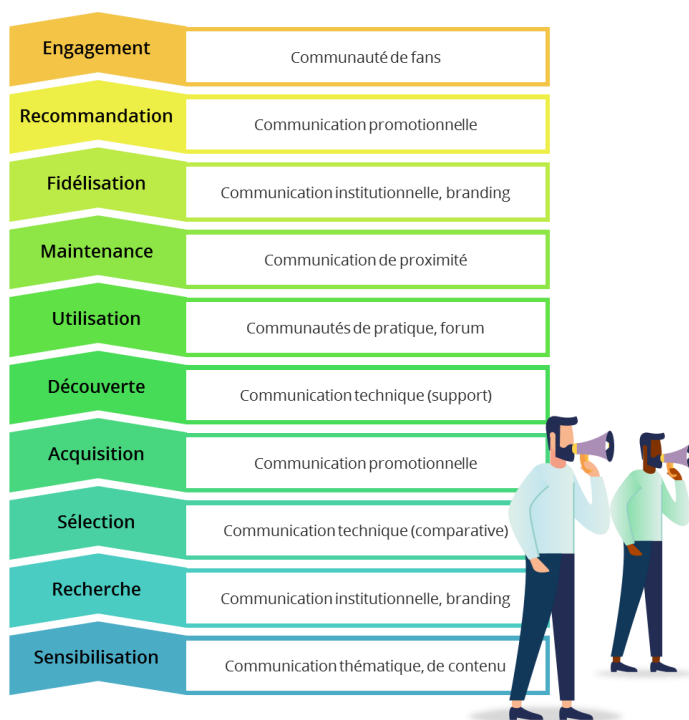 Engagement
Communauté de fans
Recommandation
Communication promotionnelle
Fidélisation
Communication institutionnelle, branding
Maintenance
Communication de proximité
Utilisation
Communautés de pratique, forum
Découverte
Communication technique (support)
Acquisition
Communication promotionnelle
Sélection
Communication technique (comparative)
Recherche
Communication institutionnelle, branding
Sensibilisation
Communication thématique, de contenu